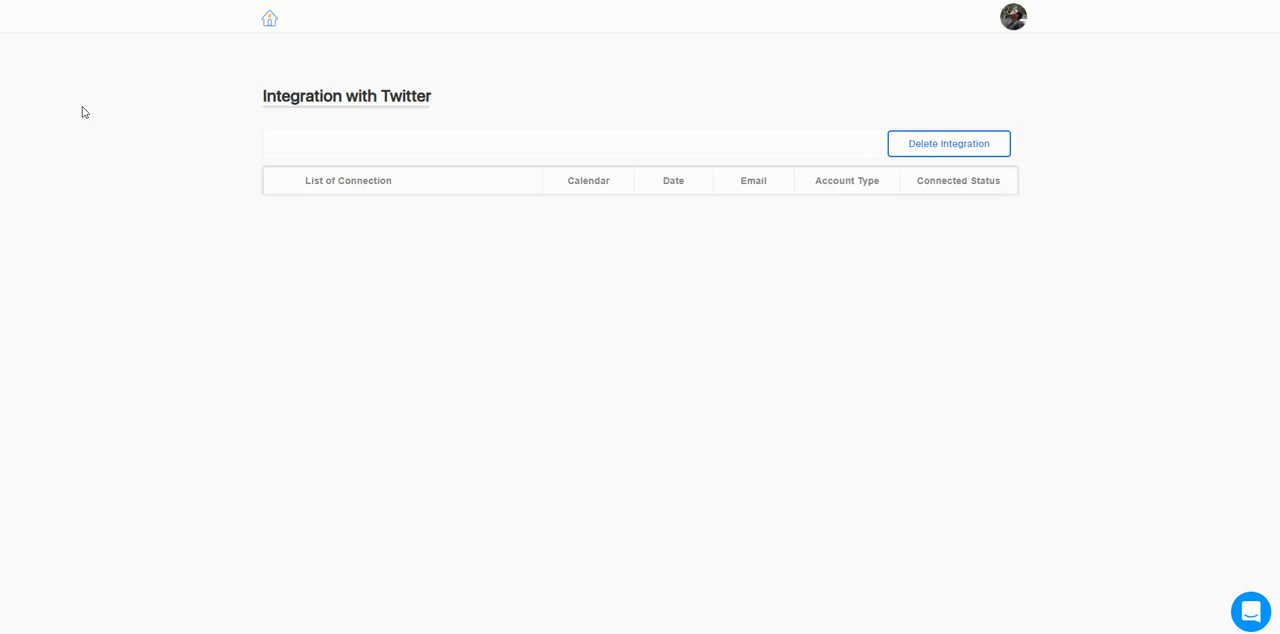 Integration with Twitter
Delete Integration
List of Connection Calendar Date Email Account Type Connected Status